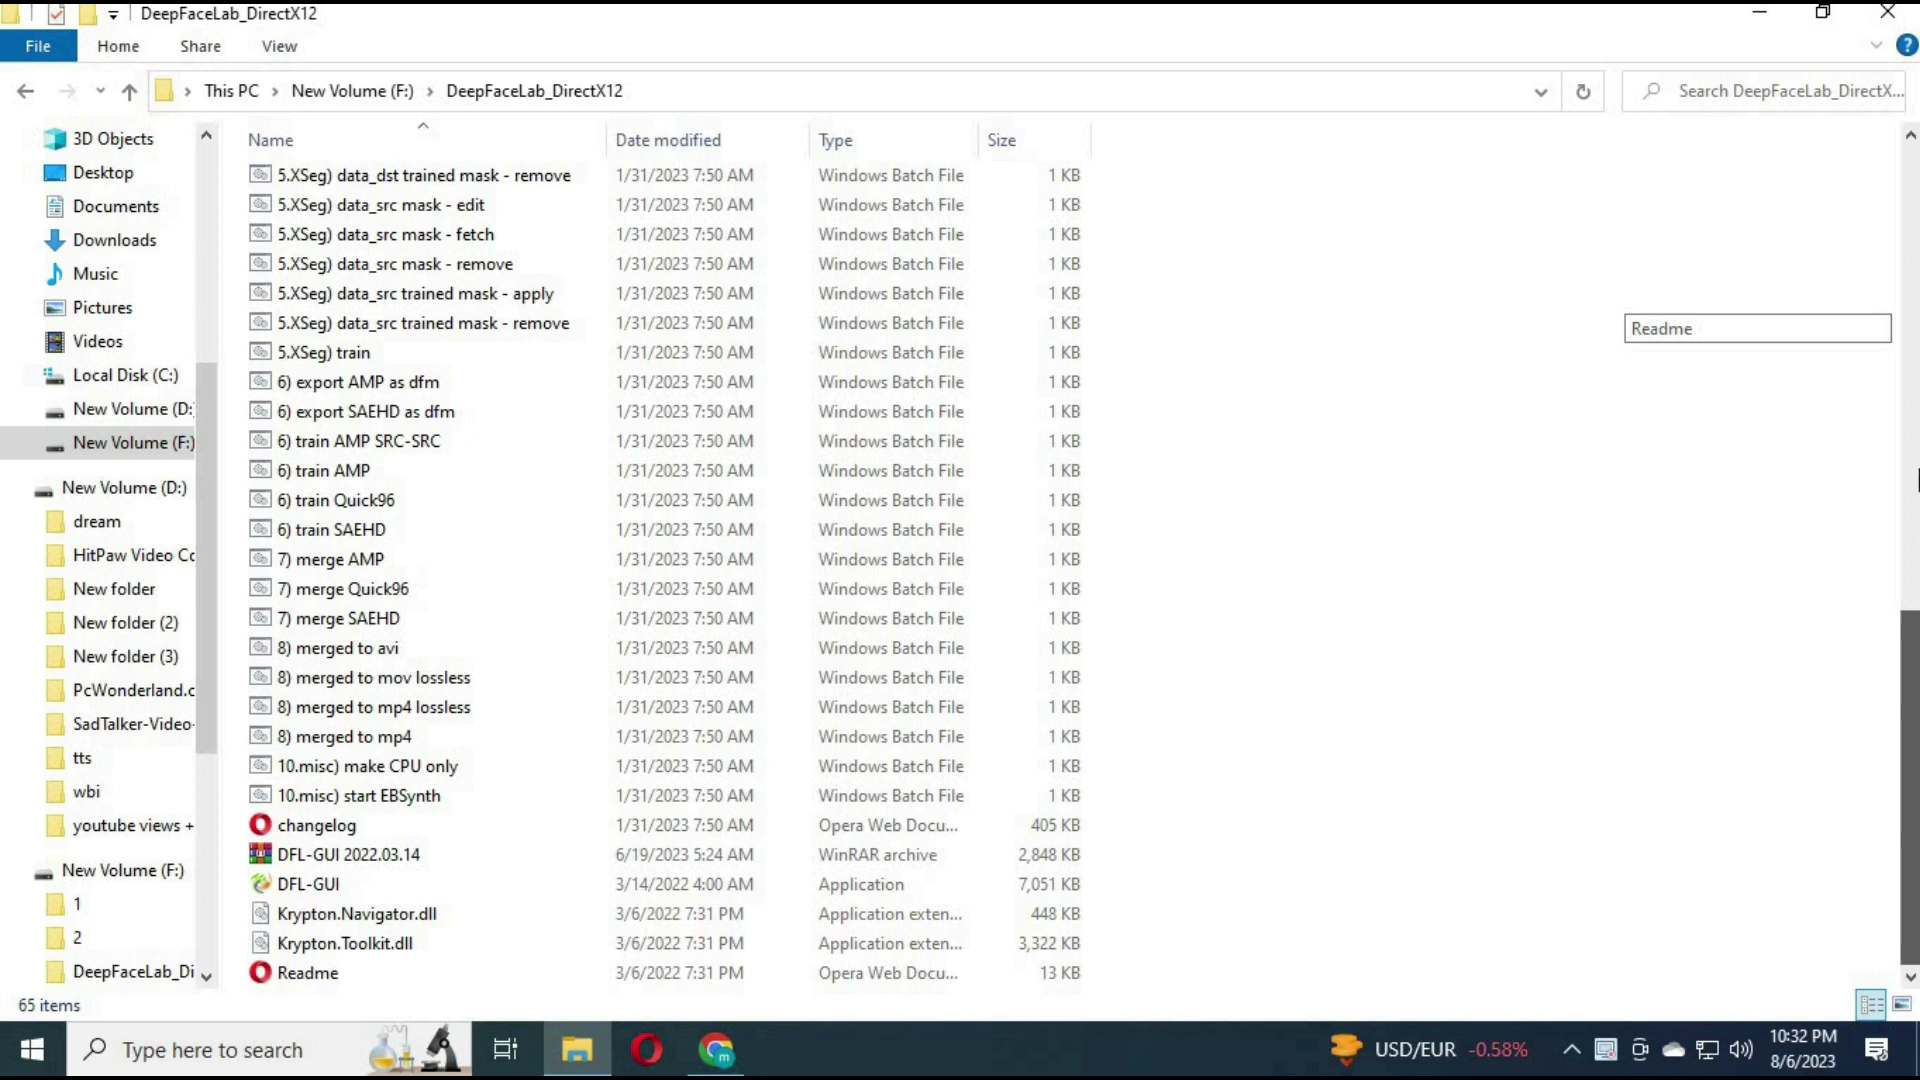 DeepFaceLab_DirectX12
File Home Share View
This PC New Volume (F:) DeepFaceLab_DirectX12
Search DeepFaceLab_DirectX...
3D Objects
Desktop
Documents
Downloads
Music
Pictures
Videos
Local Disk (C:)
New Volume (D:
New Volume (F:)
New Volume (D:)
dream
HitPaw Video Co
New folder
New folder (2)
New folder (3)
PcWonderland.c
SadTalker-Video-
tts
wbi
youtube views +
New Volume (F:)
1
2
DeepFaceLab_Di
Name Date modified Type Size
5.XSeg) data_dst trained mask - remove 1/31/2023 7:50 AM Windows Batch File 1 KB
5.XSeg) data_src mask - edit 1/31/2023 7:50 AM Windows Batch File 1 KB
5.XSeg) data_src mask - fetch 1/31/2023 7:50 AM Windows Batch File 1 KB
5.XSeg) data_src mask - remove 1/31/2023 7:50 AM Windows Batch File 1 KB
5.XSeg) data_src trained mask - apply 1/31/2023 7:50 AM Windows Batch File 1 KB
5.XSeg) data_src trained mask - remove 1/31/2023 7:50 AM Windows Batch File 1 KB
5.XSeg) train 1/31/2023 7:50 AM Windows Batch File 1 KB
6) export AMP as dfm 1/31/2023 7:50 AM Windows Batch File 1 KB
6) export SAEHD as dfm 1/31/2023 7:50 AM Windows Batch File 1 KB
6) train AMP SRC-SRC 1/31/2023 7:50 AM Windows Batch File 1 KB
6) train AMP 1/31/2023 7:50 AM Windows Batch File 1 KB
6) train Quick96 1/31/2023 7:50 AM Windows Batch File 1 KB
6) train SAEHD 1/31/2023 7:50 AM Windows Batch File 1 KB
7) merge AMP 1/31/2023 7:50 AM Windows Batch File 1 KB
7) merge Quick96 1/31/2023 7:50 AM Windows Batch File 1 KB
7) merge SAEHD 1/31/2023 7:50 AM Windows Batch File 1 KB
8) merged to avi 1/31/2023 7:50 AM Windows Batch File 1 KB
8) merged to mov lossless 1/31/2023 7:50 AM Windows Batch File 1 KB
8) merged to mp4 lossless 1/31/2023 7:50 AM Windows Batch File 1 KB
8) merged to mp4 1/31/2023 7:50 AM Windows Batch File 1 KB
10.misc) make CPU only 1/31/2023 7:50 AM Windows Batch File 1 KB
10.misc) start EBSynth 1/31/2023 7:50 AM Windows Batch File 1 KB
changelog 1/31/2023 7:50 AM Opera Web Docu... 405 KB
DFL-GUI 2022.03.14 6/19/2023 5:24 AM WinRAR archive 2,848 KB
DFL-GUI 3/14/2022 4:00 AM Application 7,051 KB
Krypton.Navigator.dll 3/6/2022 7:31 PM Application exten... 448 KB
Krypton.Toolkit.dll 3/6/2022 7:31 PM Application exten... 3,322 KB
Readme 3/6/2022 7:31 PM Opera Web Docu... 13 KB
Readme
65 items
Type here to search
m
USD/EUR -0.58%
10:32 PM
8/6/2023